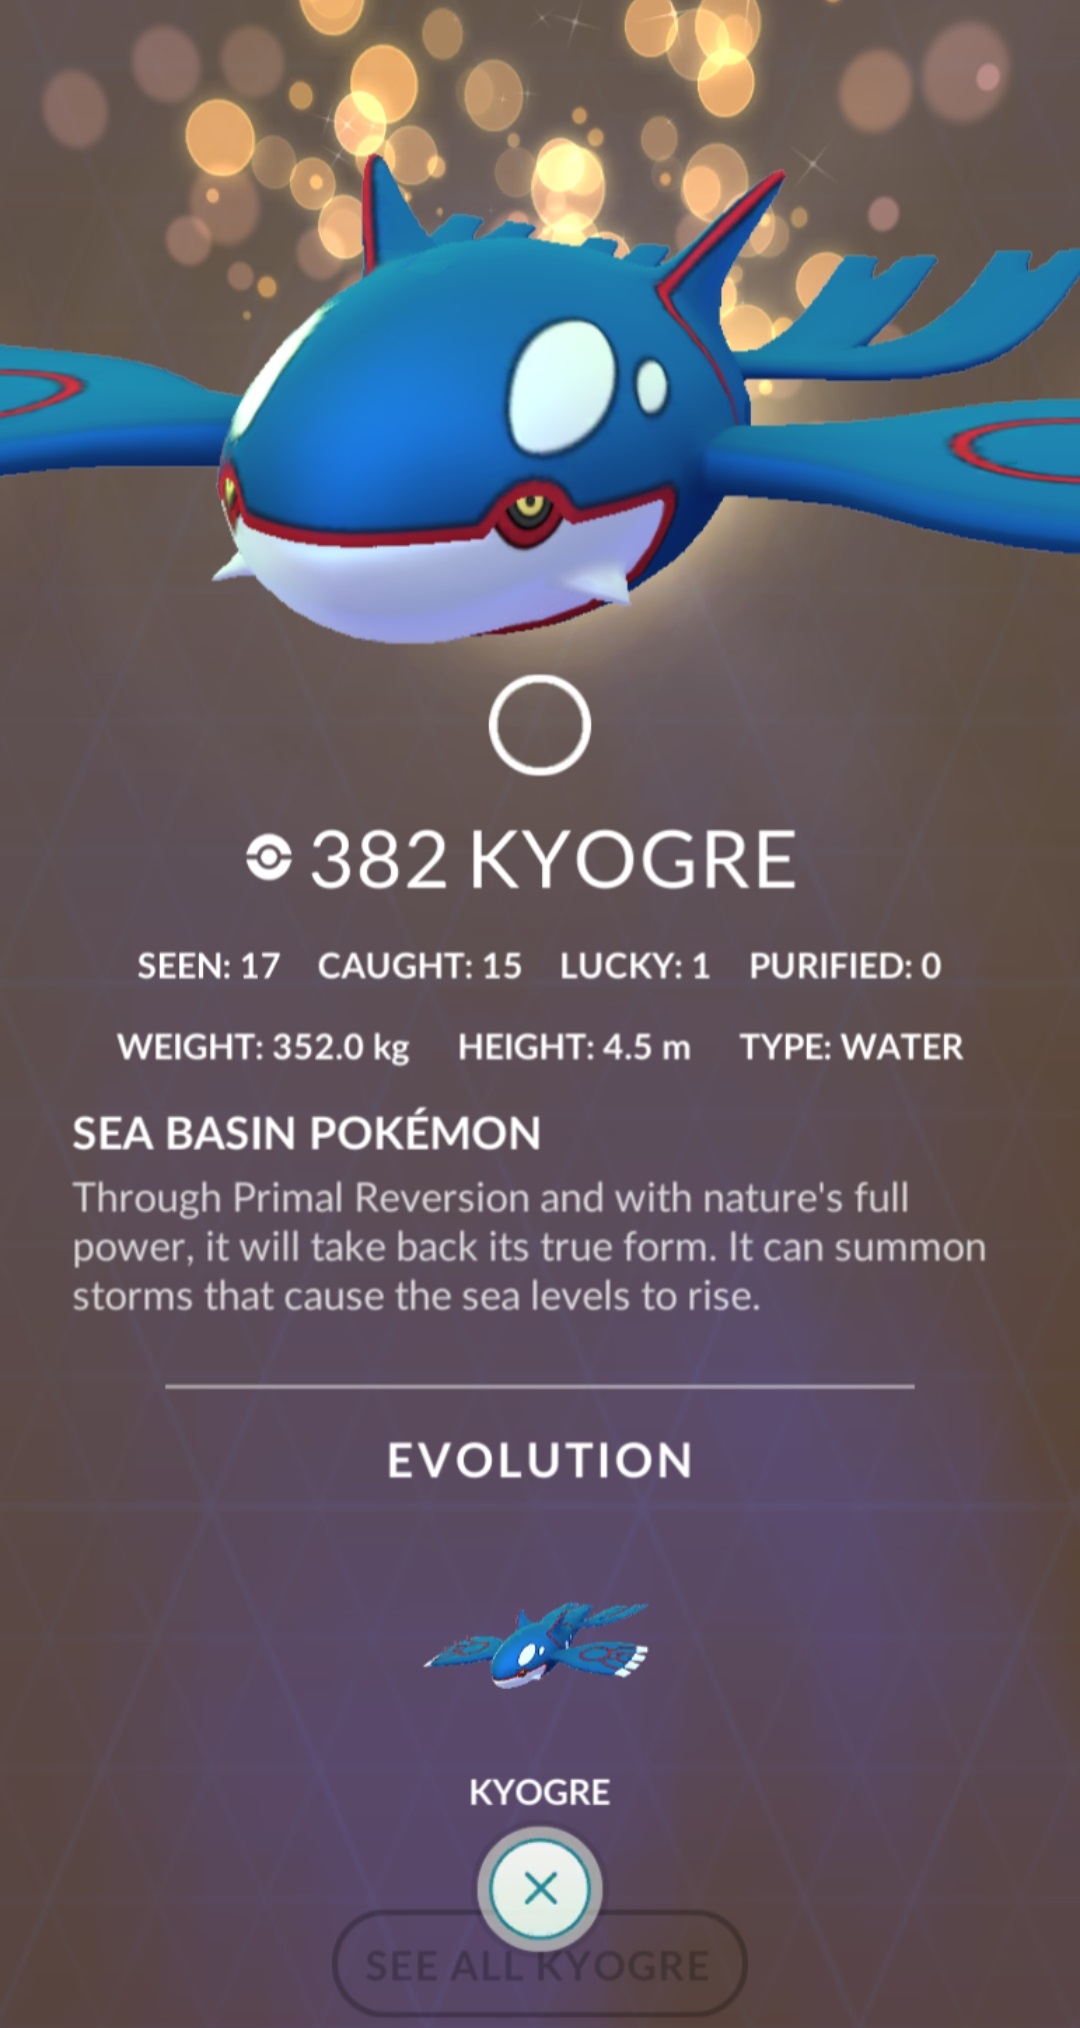 382 KYOGRE
SEEN: 17 CAUGHT: 15 LUCKY: 1 PURIFIED: 0
WEIGHT: 352.0 kg HEIGHT: 4.5 m TYPE: WATER
SEA BASIN POKÉMON
Through Primal Reversion and with nature's full
power, it will take back its true form. It can summon
storms that cause the sea levels to rise.
EVOLUTION
KYOGRE
SEE ALL KYOGRE